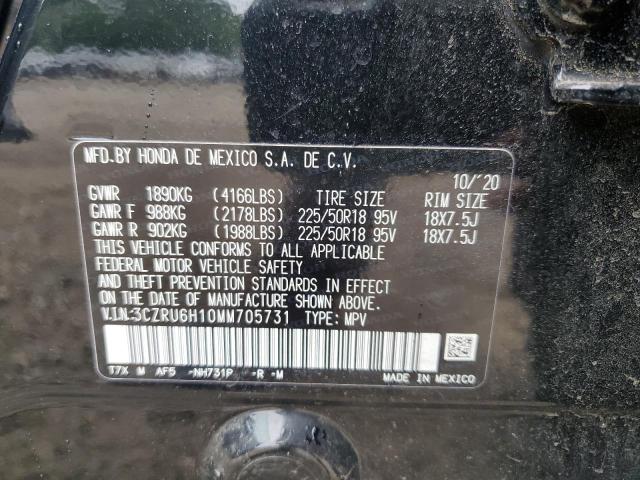 MFD.BY HONDA DE MEXICO S.A. DE C.V.
10/'20
GVWR 1890KG (4166LBS) TIRE SIZE RIM SIZE
GAWR F 988KG (2178LBS) 225/50R18 95V 18X7.5J
GAWR R 902KG (1988LBS) 225/50R18 95V 18X7.5J
THIS VEHICLE CONFORMS TO ALL APPLICABLE
FEDERAL MOTOR VEHICLE SAFETY
AND THEFT PREVENTION STANDARDS IN EFFECT
ON THE DATE OF MANUFACTURE SHOWN ABOVE.
V.I.N.:3CZRU6H10MM705731 TYPE: MPV
T7X M AF5 -NH731P -R -M
MADE IN MEXICO